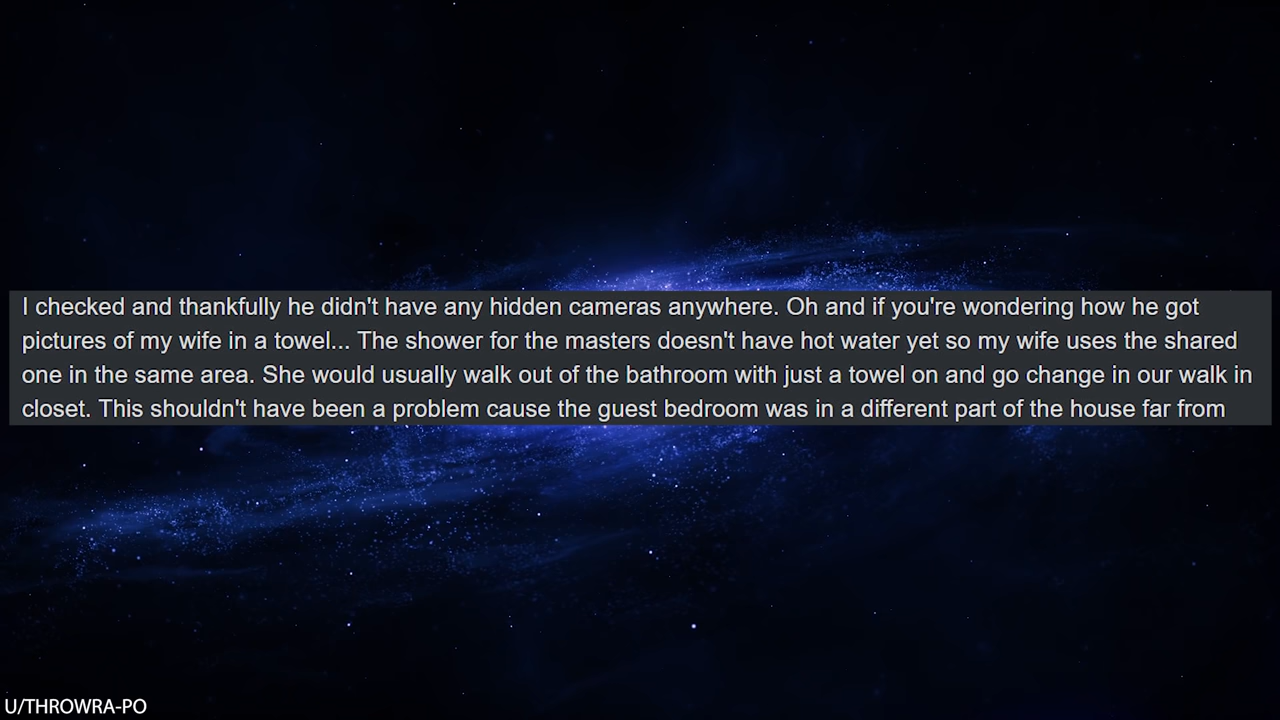 I checked and thankfully he didn't have any hidden cameras anywhere. Oh and if you're wondering how he got
pictures of my wife in a towel... The shower for the masters doesn't have hot water yet so my wife uses the shared
one in the same area. She would usually walk out of the bathroom with just a towel on and go change in our walk in
closet. This shouldn't have been a problem cause the guest bedroom was in a different part of the house far from
U/THROWRA-PO